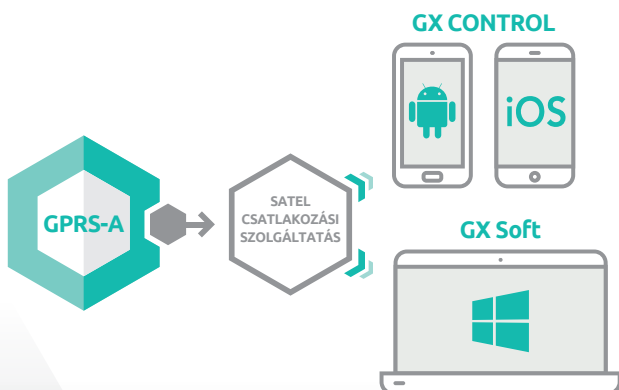 GX CONTROL
iOS
GPRS-A
SATEL
CSATLAKOZÁSI
SZOLGÁLTATÁS
GX Soft